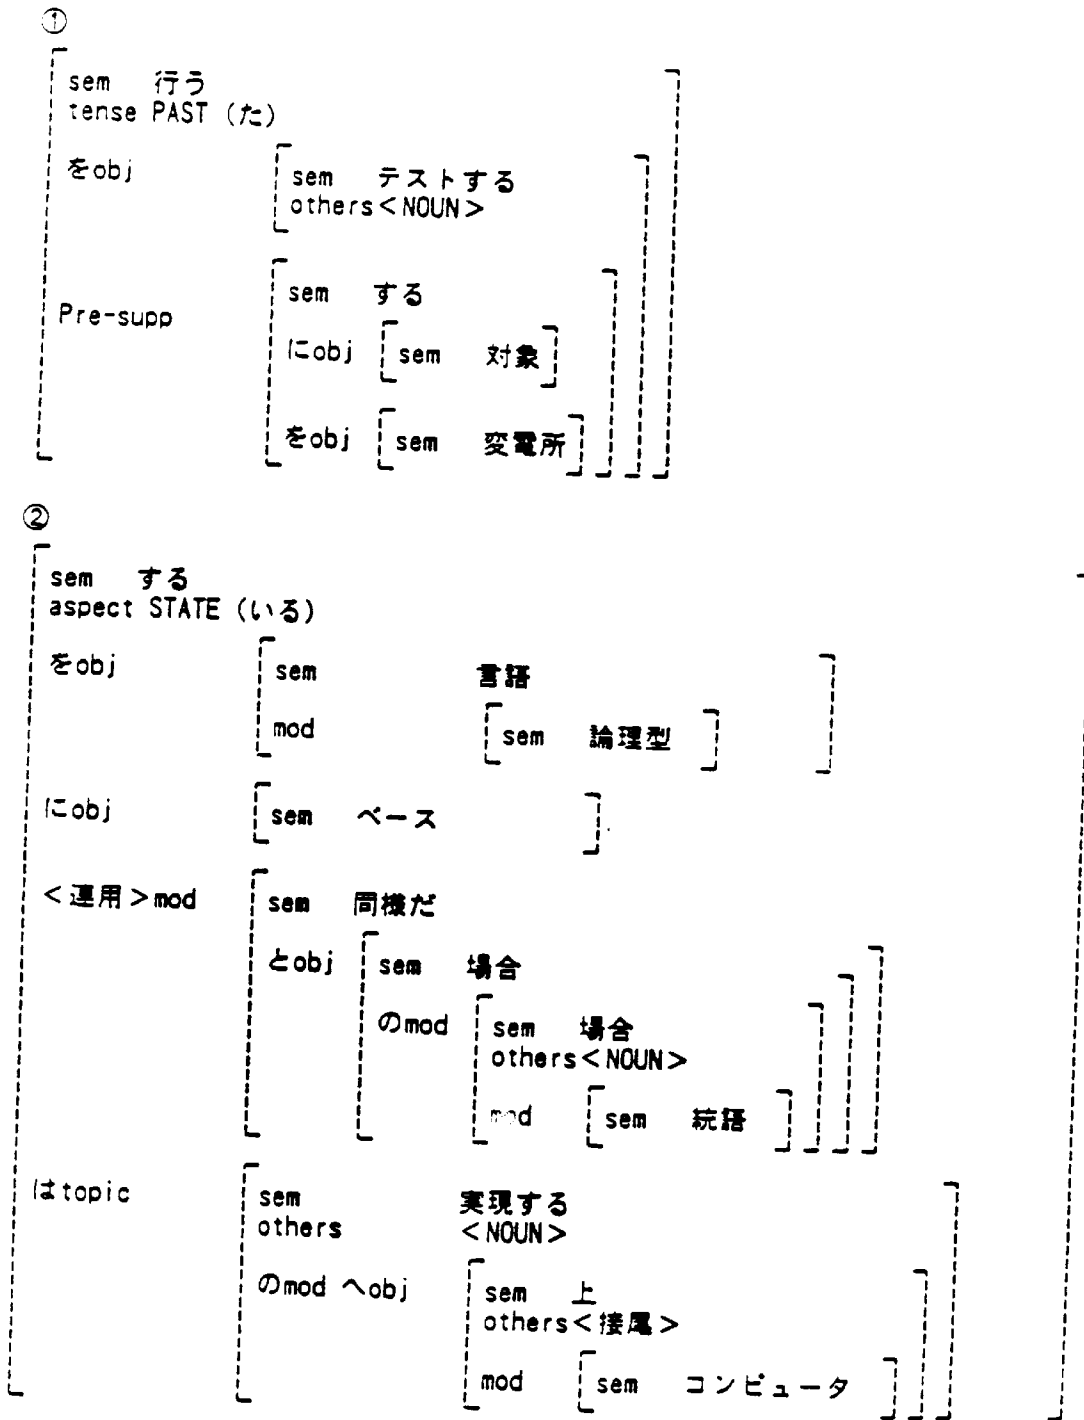 ①
sem 行う
tense PAST (た)
をobj
sem テストする
others<NOUN>
Pre-supp
sem する
にobj sem 対象
をobj sem 変電所
②
sem する
aspect STATE (いる)
をobj
sem 言語
mod sem 論理型
にobj sem ベース
<連用>mod sem 同様だ
とobj sem 場合
のmod sem 場合
others<NOUN>
mod sem 統語
はtopic sem 実現する
others <NOUN>
のmod へobj sem 上
others<接尾>
mod sem コンピュータ